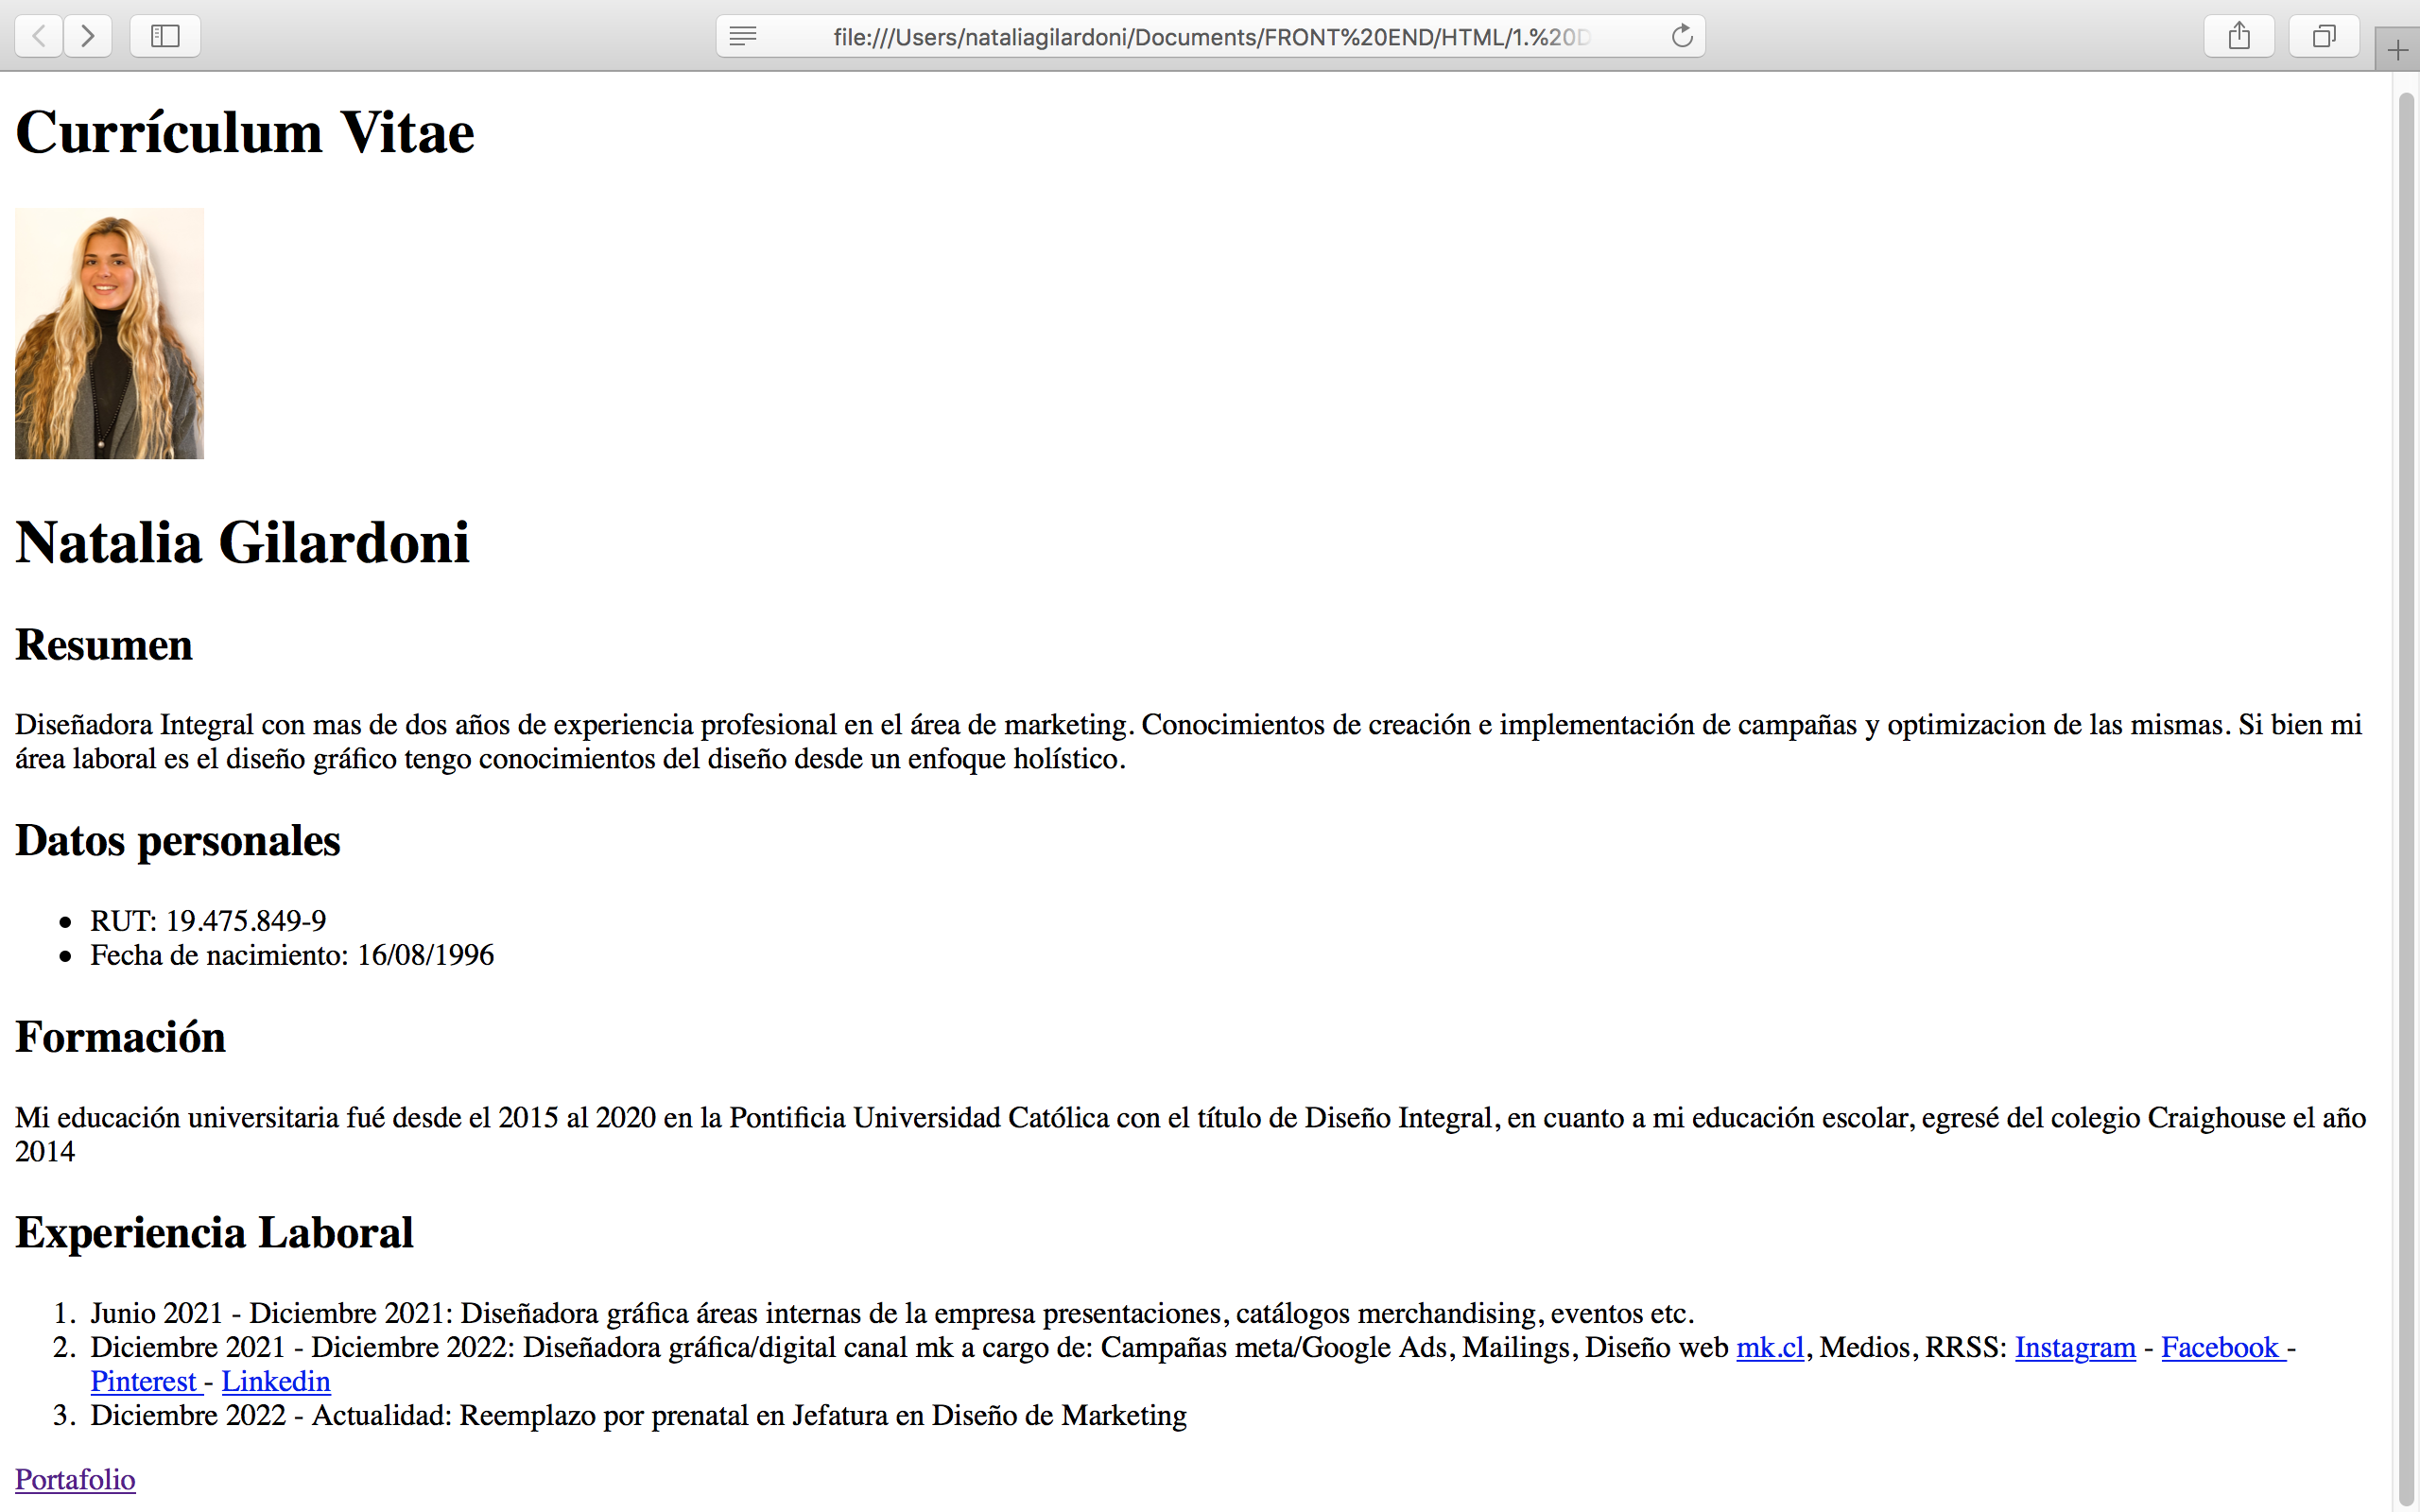 file:///Users/nataliagilardoni/Documents/FRONT%20END/HTML/1.%20D
Currículum Vitae
Natalia Gilardoni
Resumen
Diseñadora Integral con mas de dos años de experiencia profesional en el área de marketing. Conocimientos de creación e implementación de campañas y optimizacion de las mismas. Si bien mi
área laboral es el diseño gráfico tengo conocimientos del diseño desde un enfoque holístico.
Datos personales
• RUT: 19.475.849-9
• Fecha de nacimiento: 16/08/1996
Formación
Mi educación universitaria fué desde el 2015 al 2020 en la Pontificia Universidad Católica con el título de Diseño Integral, en cuanto a mi educación escolar, egresé del colegio Craighouse el año
2014
Experiencia Laboral
1. Junio 2021 - Diciembre 2021: Diseñadora gráfica áreas internas de la empresa presentaciones, catálogos merchandising, eventos etc.
2. Diciembre 2021 - Diciembre 2022: Diseñadora gráfica/digital canal mk a cargo de: Campañas meta/Google Ads, Mailings, Diseño web mk.cl, Medios, RRSS: Instagram - Facebook -
Pinterest - Linkedin
3. Diciembre 2022 - Actualidad: Reemplazo por prenatal en Jefatura en Diseño de Marketing
Portafolio